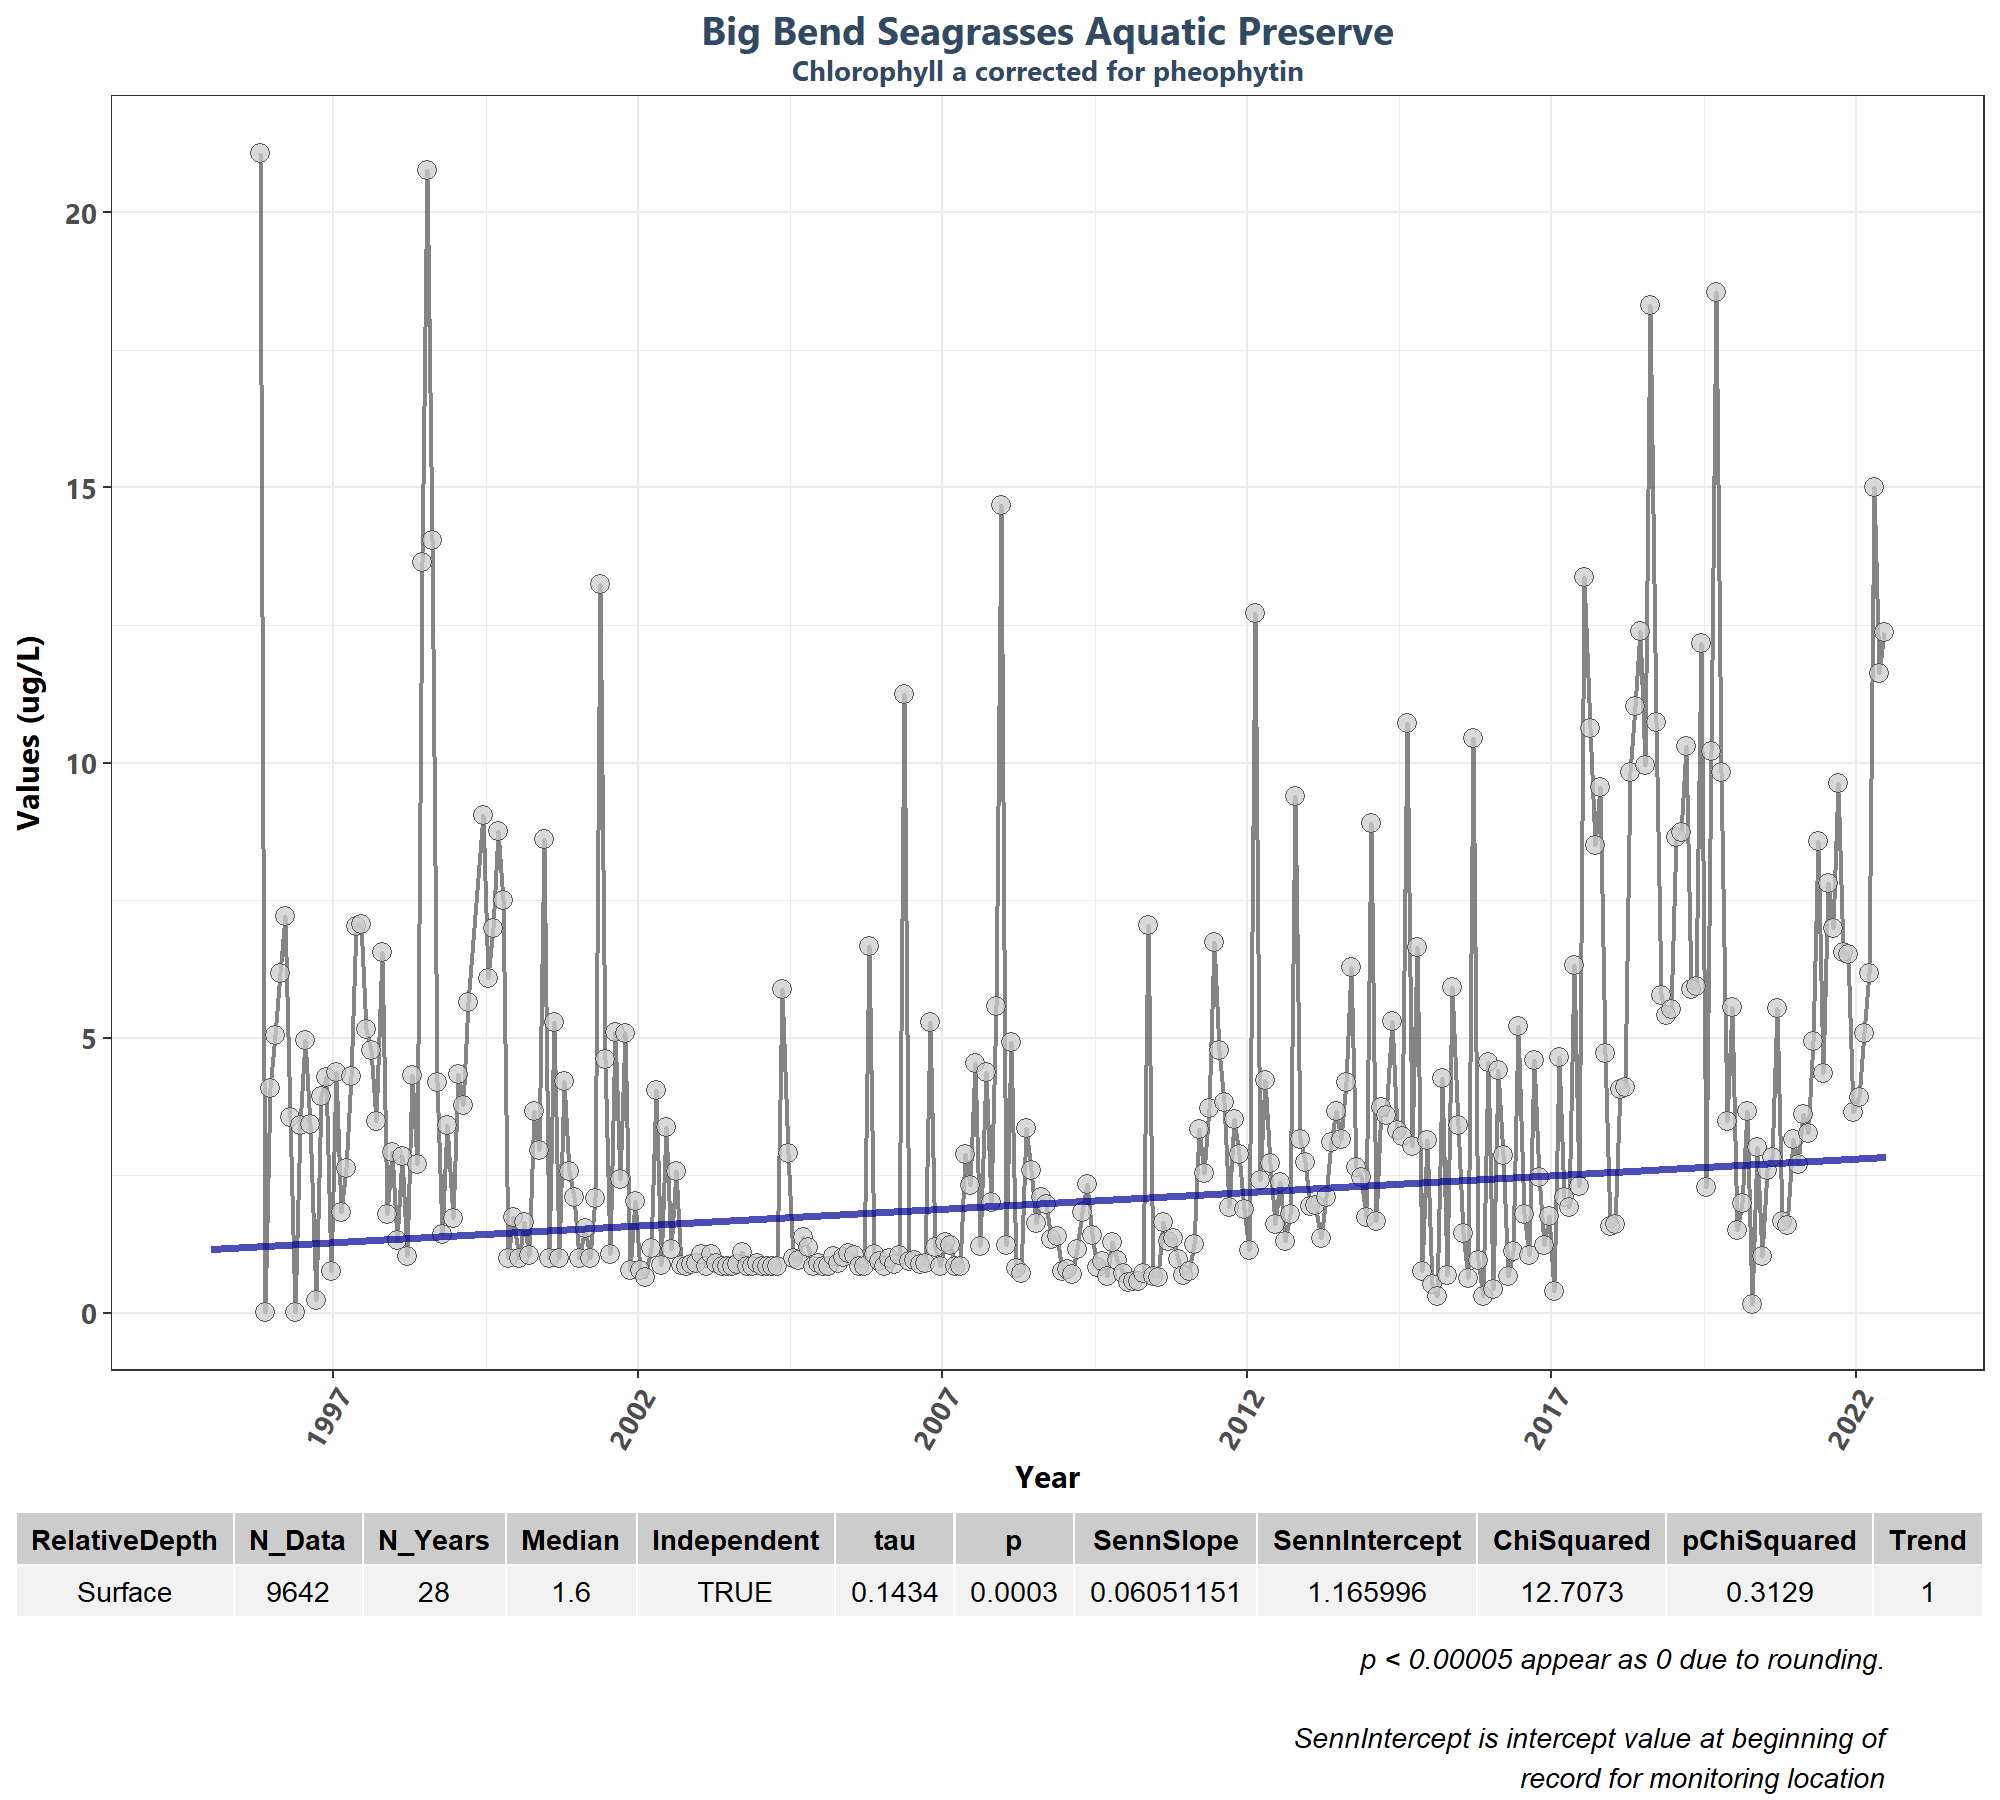 Big Bend Seagrasses Aquatic Preserve
Chlorophyll a corrected for pheophytin
Values (ug/L)
20
15
10
5
0
1997 2002 2007 2012 2017 2022
Year
RelativeDepth N_Data N_Years Median Independent tau p SennSlope SennIntercept ChiSquared pChiSquared Trend
Surface 9642 28 1.6 TRUE 0.1434 0.0003 0.06051151 1.165996 12.7073 0.3129 1
p < 0.00005 appear as 0 due to rounding.
SennIntercept is intercept value at beginning of
record for monitoring location